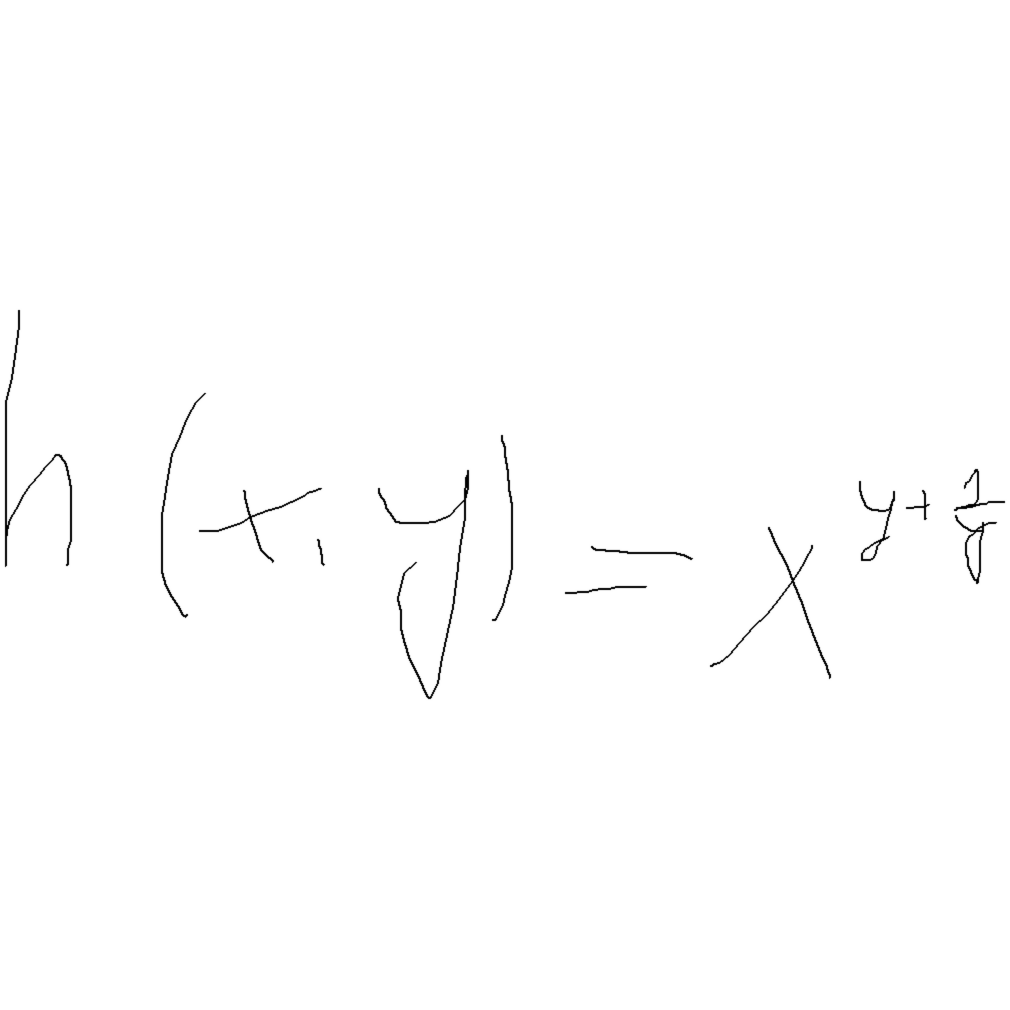 h(x, y) = x^{y + \frac{1}{y}}